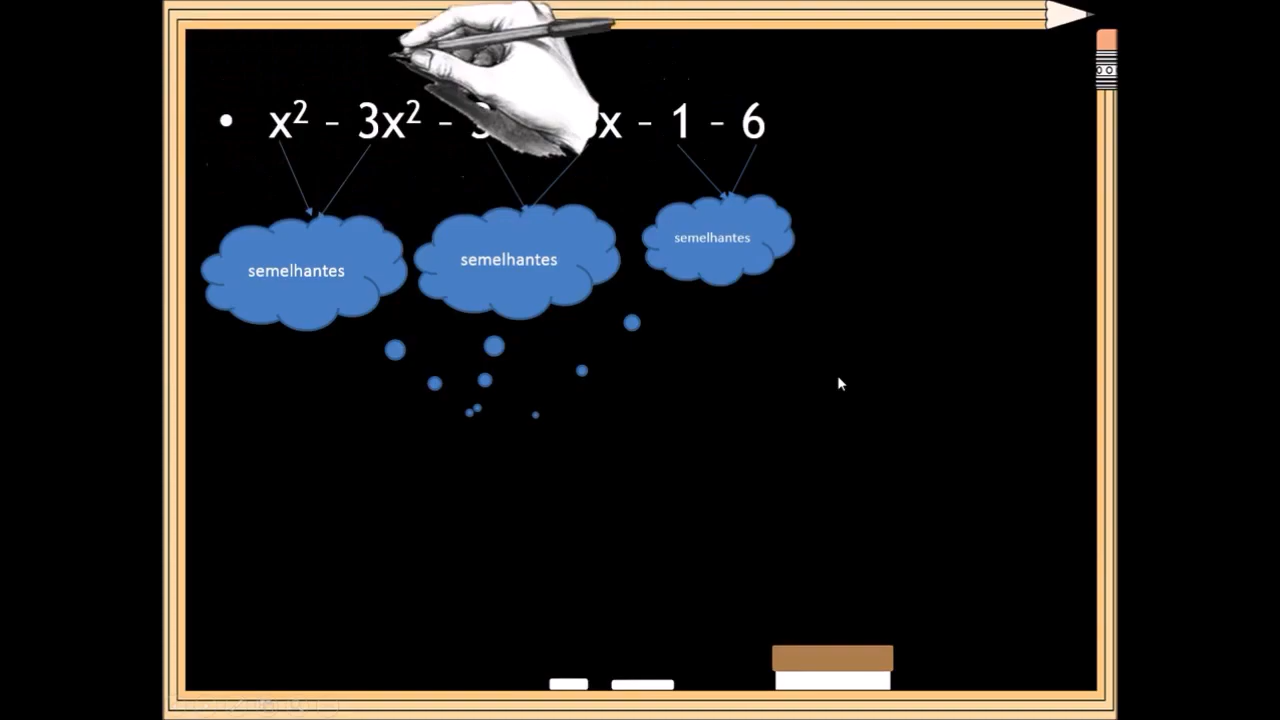 • x² – 3x² – x – 1 – 6
semelhantes semelhantes semelhantes